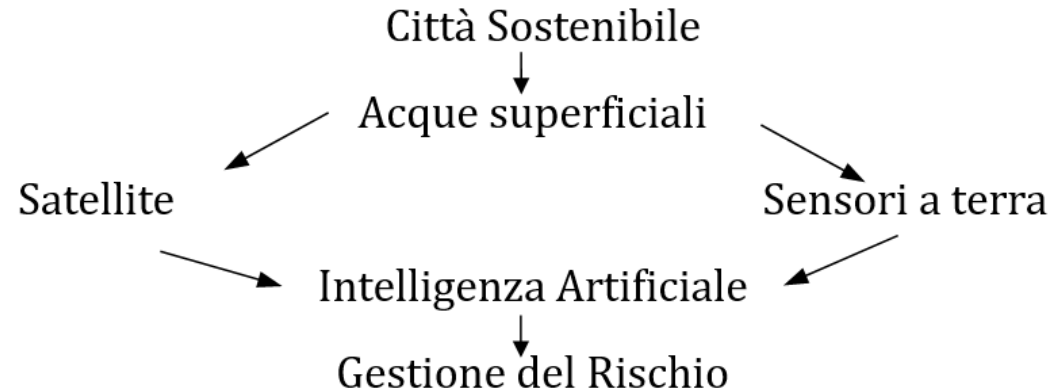 Città Sostenibile
Acque superficiali
Satellite
Sensori a terra
Intelligenza Artificiale
Gestione del Rischio